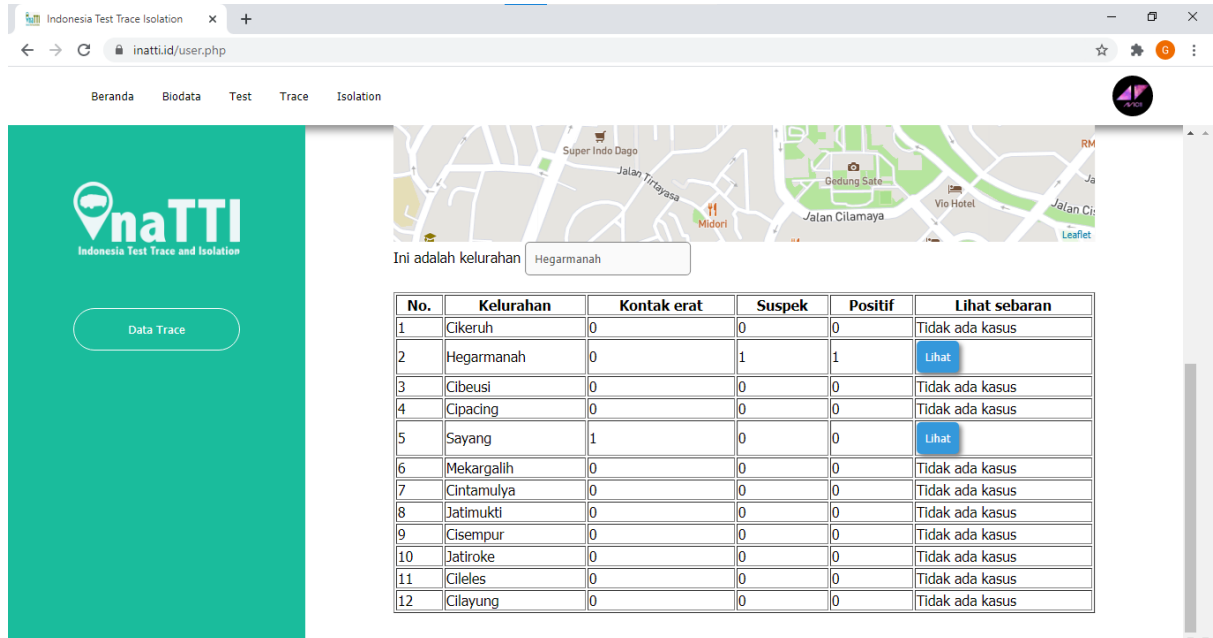 Indonesia Test Trace Isolation
inatti.id/user.php
G
Beranda Biodata Test Trace Isolation
AVICII
inaTTI
Indonesia Test Trace and Isolation
Data Trace
Super Indo Dago
Jalan Tirtayasa
Gedung Sate
RM
Ja
Vio Hotel
Jalan Cis
Midori
Jalan Cilamaya
Leaflet
Ini adalah kelurahan Hegarmanah
No. Kelurahan Kontak erat Suspek Positif Lihat sebaran
1 Cikeruh 0 0 0 Tidak ada kasus
2 Hegarmanah 0 1 1 Lihat
3 Cibeusi 0 0 0 Tidak ada kasus
4 Cipacing 0 0 0 Tidak ada kasus
5 Sayang 1 0 0 Lihat
6 Mekargalih 0 0 0 Tidak ada kasus
7 Cintamulya 0 0 0 Tidak ada kasus
8 Jatimukti 0 0 0 Tidak ada kasus
9 Cisempur 0 0 0 Tidak ada kasus
10 Jatiroke 0 0 0 Tidak ada kasus
11 Cileles 0 0 0 Tidak ada kasus
12 Cilayung 0 0 0 Tidak ada kasus